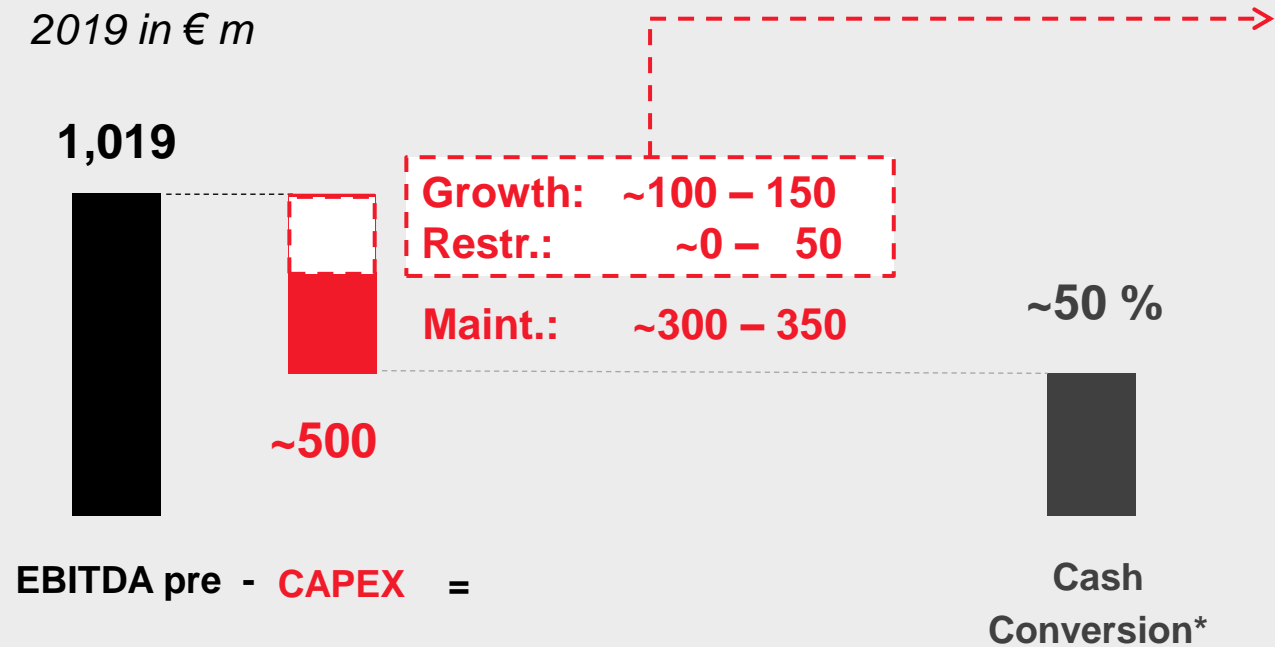 2019 in € m
1,019
Growth: ~100 – 150
Restr.: ~0 – 50
Maint.: ~300 – 350
~50 %
~500
EBITDA pre - CAPEX =
Cash
Conversion*